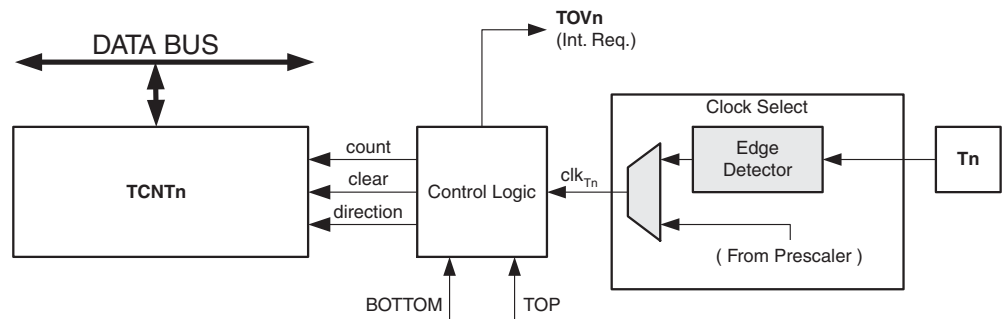 TOVn
(Int. Req.)
DATA BUS
Clock Select
count
Edge
Detector
Tn
TCNTn
clear
Control Logic
clkTn
direction
( From Prescaler )
BOTTOM
TOP